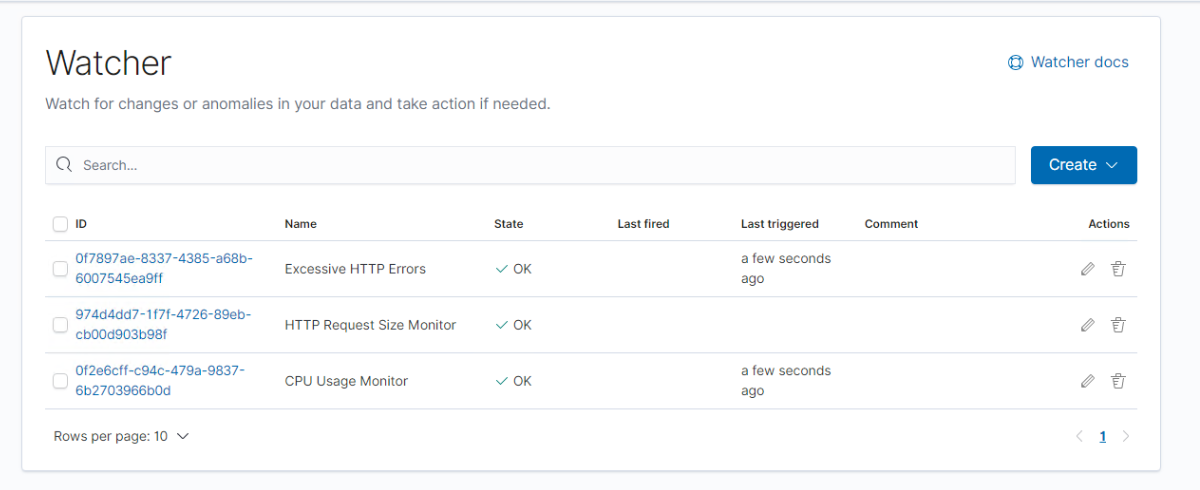 Watcher
Watcher docs
Watch for changes or anomalies in your data and take action if needed.
Search...
Create
ID Name State Last fired Last triggered Comment Actions
0f7897ae-8337-4385-a68b-
6007545ea9ff
Excessive HTTP Errors
OK
a few seconds
ago
974d4dd7-1f7f-4726-89eb-
cb00d903b98f
HTTP Request Size Monitor
OK
0f2e6cff-c94c-479a-9837-
6b2703966b0d
CPU Usage Monitor
OK
a few seconds
ago
Rows per page: 10
1